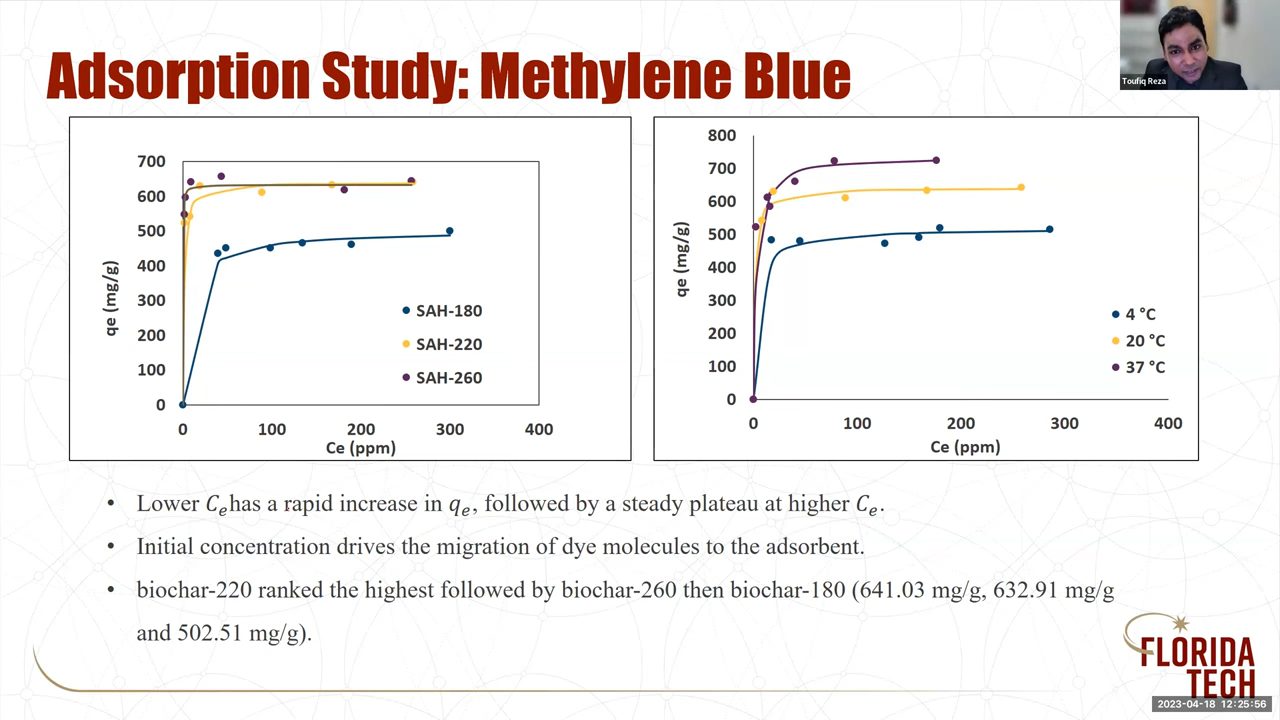 Adsorption Study: Methylene Blue
Toufiq Reza
700
600
500
400
300
200
100
0
qe (mg/g)
SAH-180
SAH-220
SAH-260
0 100 200 300 400
Ce (ppm)
800
700
600
500
400
300
200
100
0
qe (mg/g)
4 °C
20 °C
37 °C
0 100 200 300 400
Ce (ppm)
• Lower Ce has a rapid increase in qe, followed by a steady plateau at higher Ce.
• Initial concentration drives the migration of dye molecules to the adsorbent.
• biochar-220 ranked the highest followed by biochar-260 then biochar-180 (641.03 mg/g, 632.91 mg/g
and 502.51 mg/g).
FLORIDA
TECH
2023-04-18 12:25:56